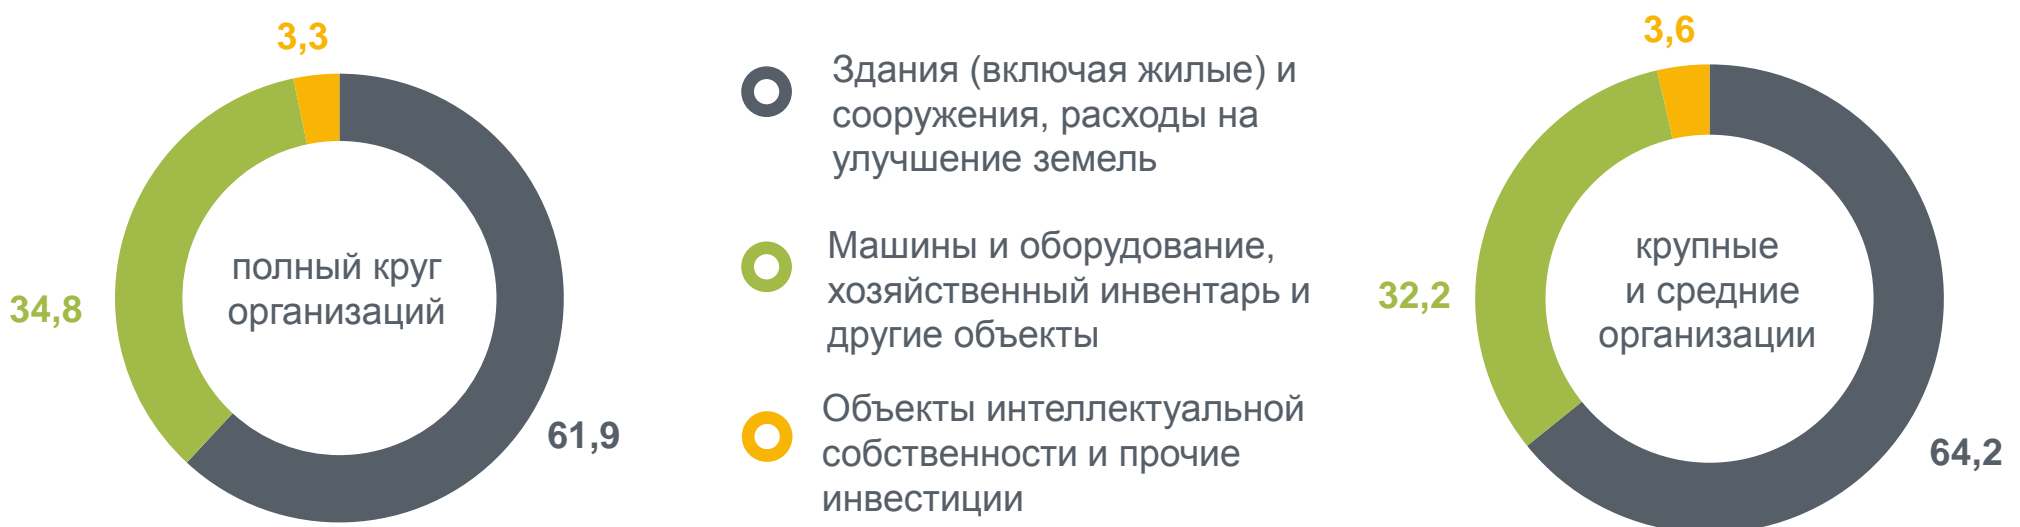 3,3
34,8
полный круг
организаций
61,9
Здания (включая жилые) и
сооружения, расходы на
улучшение земель
Машины и оборудование,
хозяйственный инвентарь и
другие объекты
Объекты интеллектуальной
собственности и прочие
инвестиции
3,6
32,2
крупные
и средние
организации
64,2